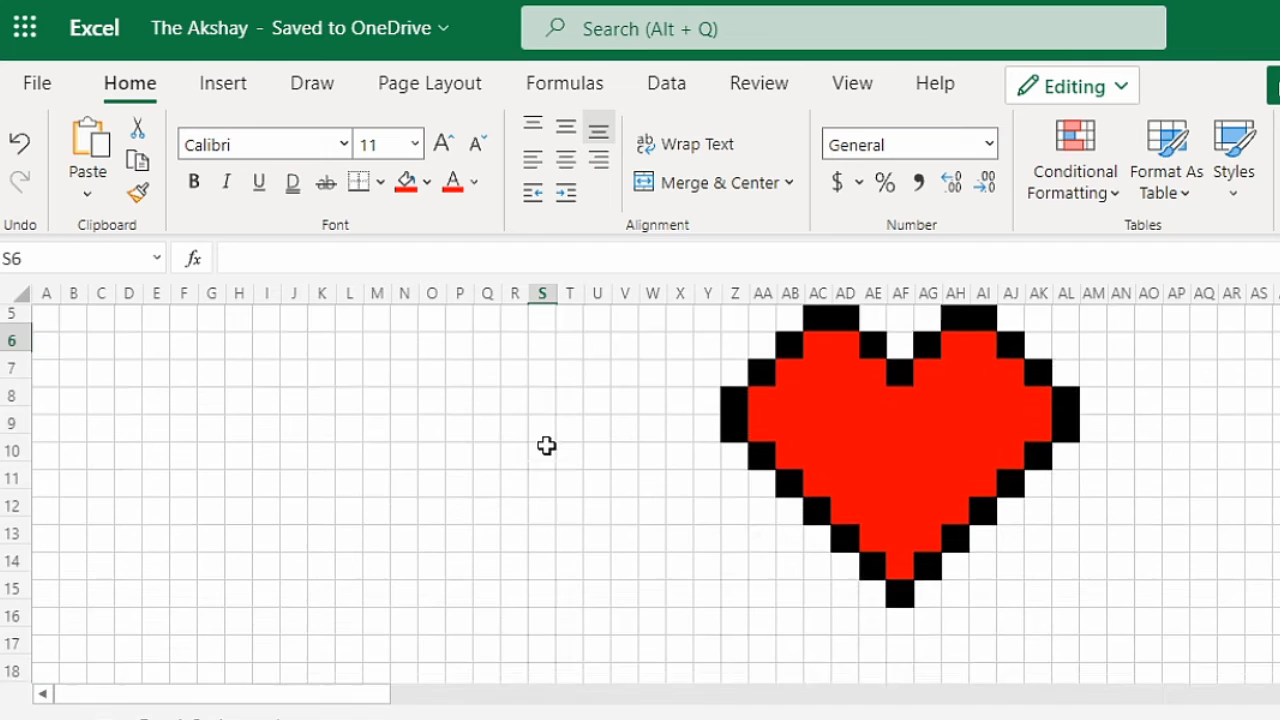 Excel The Akshay - Saved to OneDrive Search (Alt + Q)
File Home Insert Draw Page Layout Formulas Data Review View Help Editing
Paste Calibri 11 Wrap Text General Conditional Formatting Format As Table Styles
B I U D ab A Merge & Center $ % 9 .00
Undo Clipboard Font Alignment Number Tables
S6 fx
A B C D E F G H I J K L M N O P Q R S T U V W X Y Z AA AB AC AD AE AF AG AH AI AJ AK AL AM AN AO AP AQ AR AS
5
6
7
8
9
10
11
12
13
14
15
16
17
18